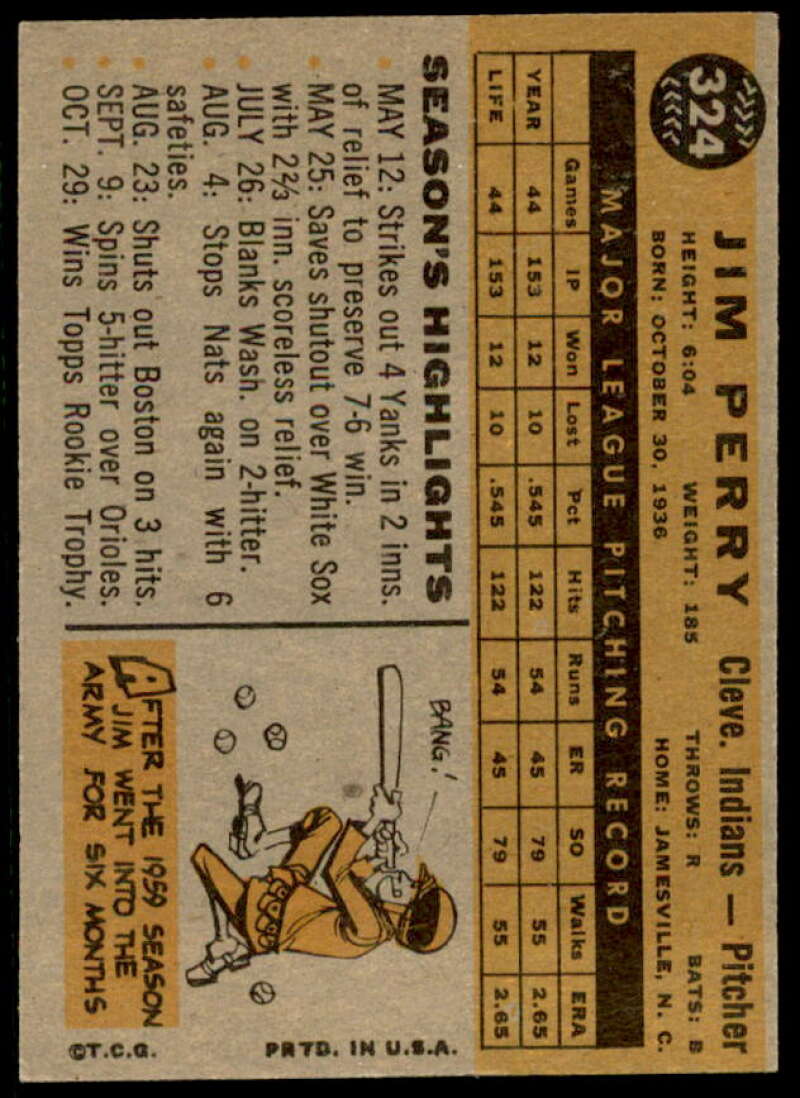 324
JIM PERRY Cleve. Indians — Pitcher
HEIGHT: 6:04 WEIGHT: 185 THROWS: R BATS: B
BORN: OCTOBER 30, 1936 HOME: JAMESVILLE, N. C.
MAJOR LEAGUE PITCHING RECORD
Games IP Won Lost Pct Hits Runs ER SO Walks ERA
YEAR 44 153 12 10 .545 122 54 45 79 55 2.65
LIFE 44 153 12 10 .545 122 54 45 79 55 2.65
SEASON'S HIGHLIGHTS
• MAY 12: Strikes out 4 Yanks in 2 inns.
of relief to preserve 7-6 win.
• MAY 25: Saves shutout over White Sox
with 2⅔ inn. scoreless relief.
• JULY 26: Blanks Wash. on 2-hitter.
• AUG. 4: Stops Nats again with 6
safeties.
• AUG. 23: Shuts out Boston on 3 hits.
• SEPT. 9: Spins 5-hitter over Orioles.
• OCT. 29: Wins Topps Rookie Trophy.
BANG!
AFTER THE 1959 SEASON
JIM WENT INTO THE
ARMY FOR SIX MONTHS
©T.C.G. PRTD. IN U.S.A.